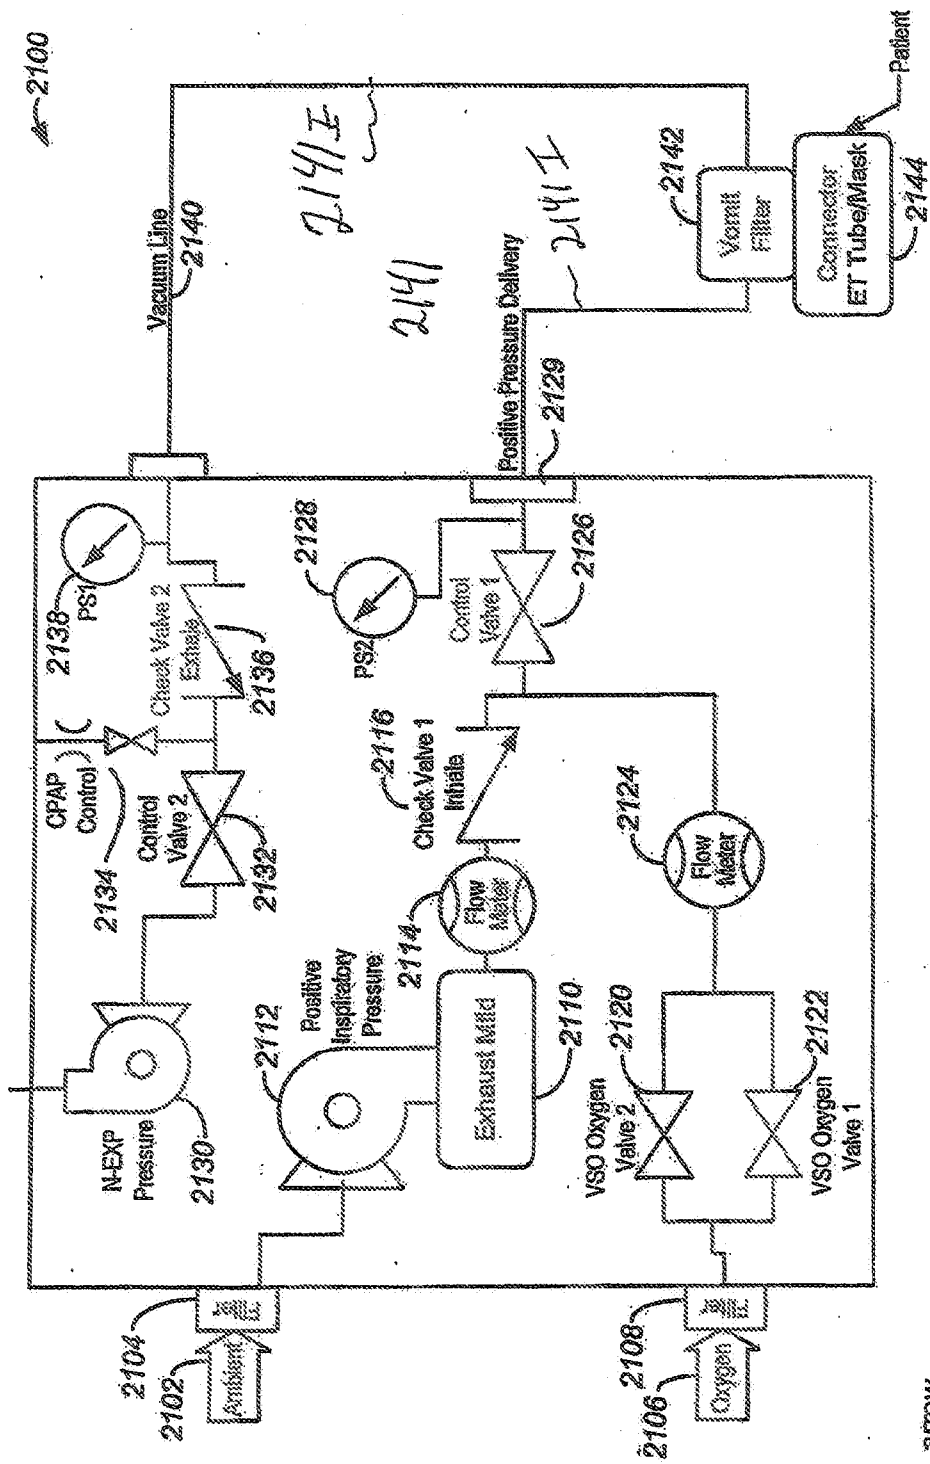 2100
Vacuum Line
2140
2141 I
2141
Positive Pressure Delivery
2141 I
2129
2142
Vomit
Filter
Connector
ET Tube/Mask
2144
Patient
2138
PS1
Check Valve 2
Exhale
2136
CPAP
Control
2134
Control
Valve 2
2132
N-EXP
Pressure
2130
2128
PS2
Control
Valve 1
2126
2116
Check Valve 1
Inhale
2114
Flow
Meter
2112
Positive
Inspiratory
Pressure
Exhaust Mild
2110
2124
Flow
Meter
2120
VSO Oxygen
Valve 2
2122
VSO Oxygen
Valve 1
2104
2102
Ambient
2108
2106
Oxygen